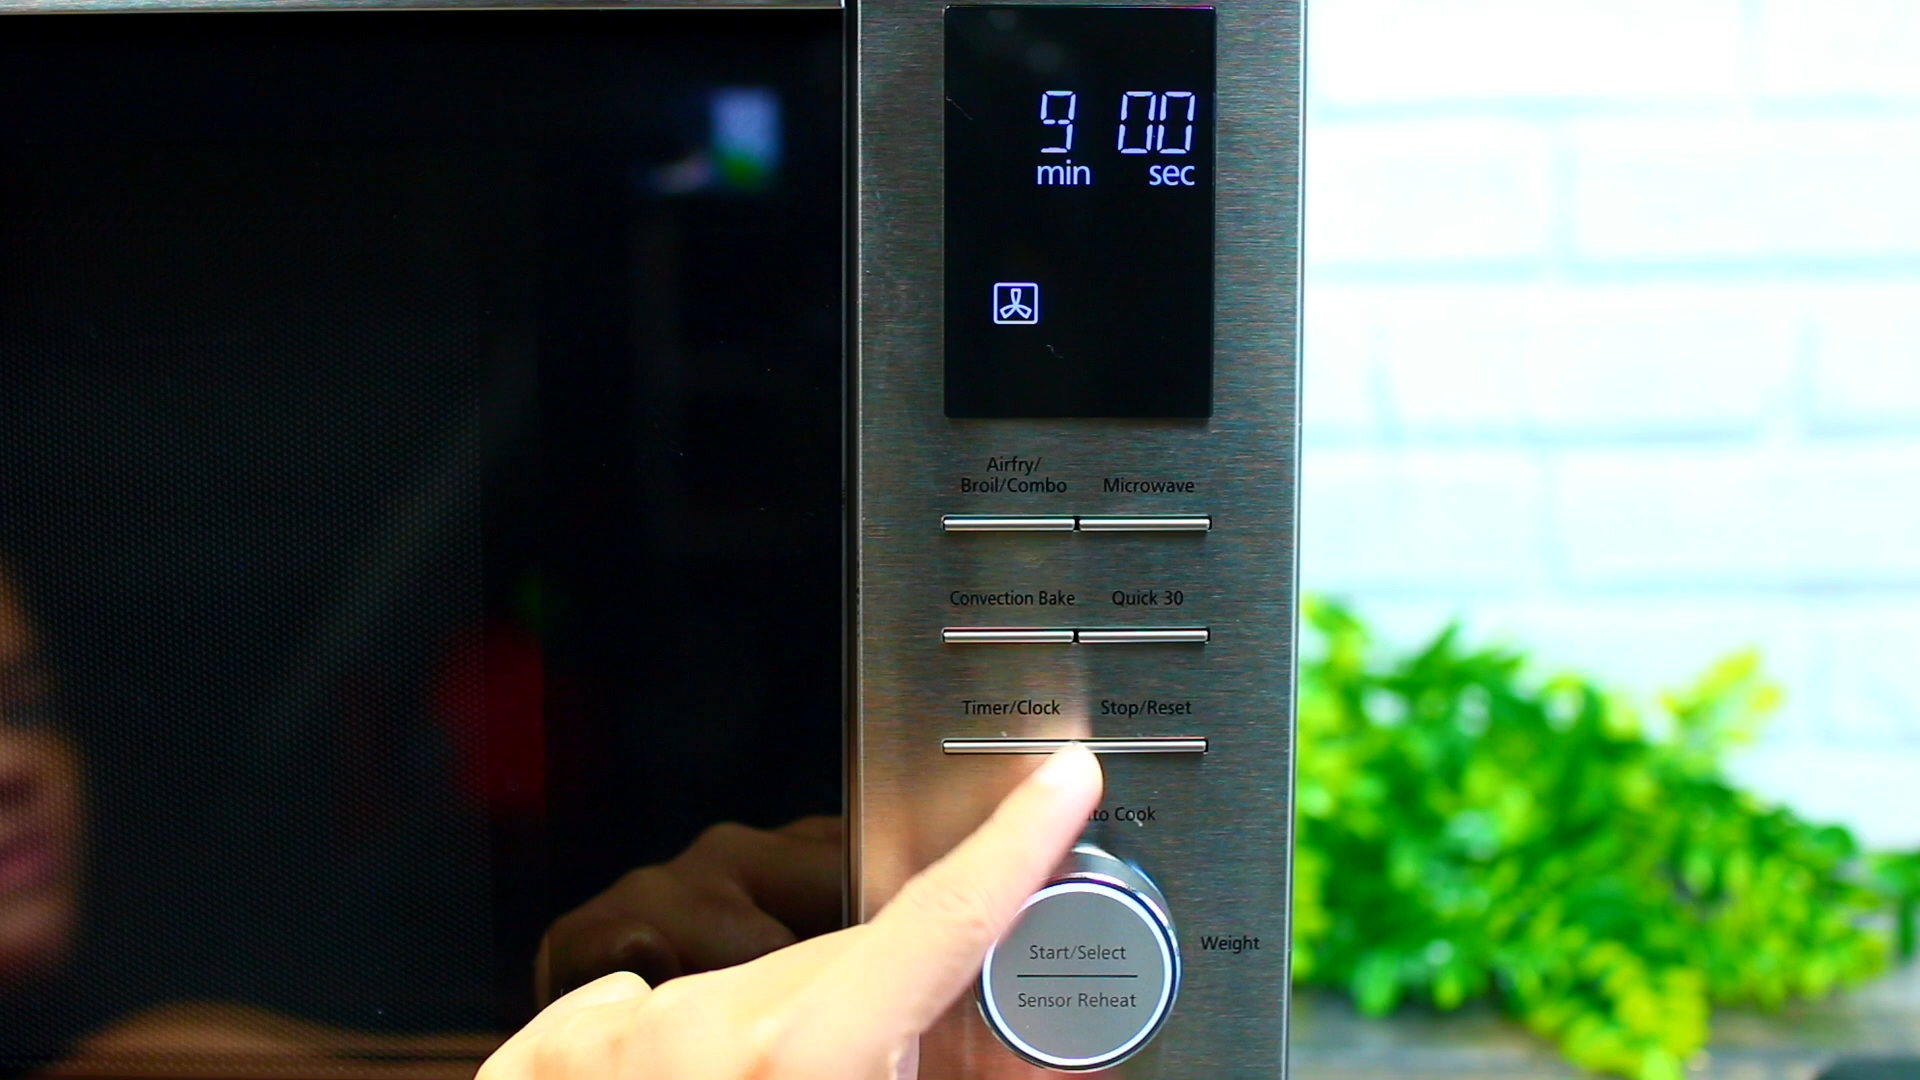 9 00
min sec
Airfry/
Broil/Combo
Microwave
Convection Bake
Quick 30
Timer/Clock
Stop/Reset
Cook
Weight
Start/Select
Sensor Reheat